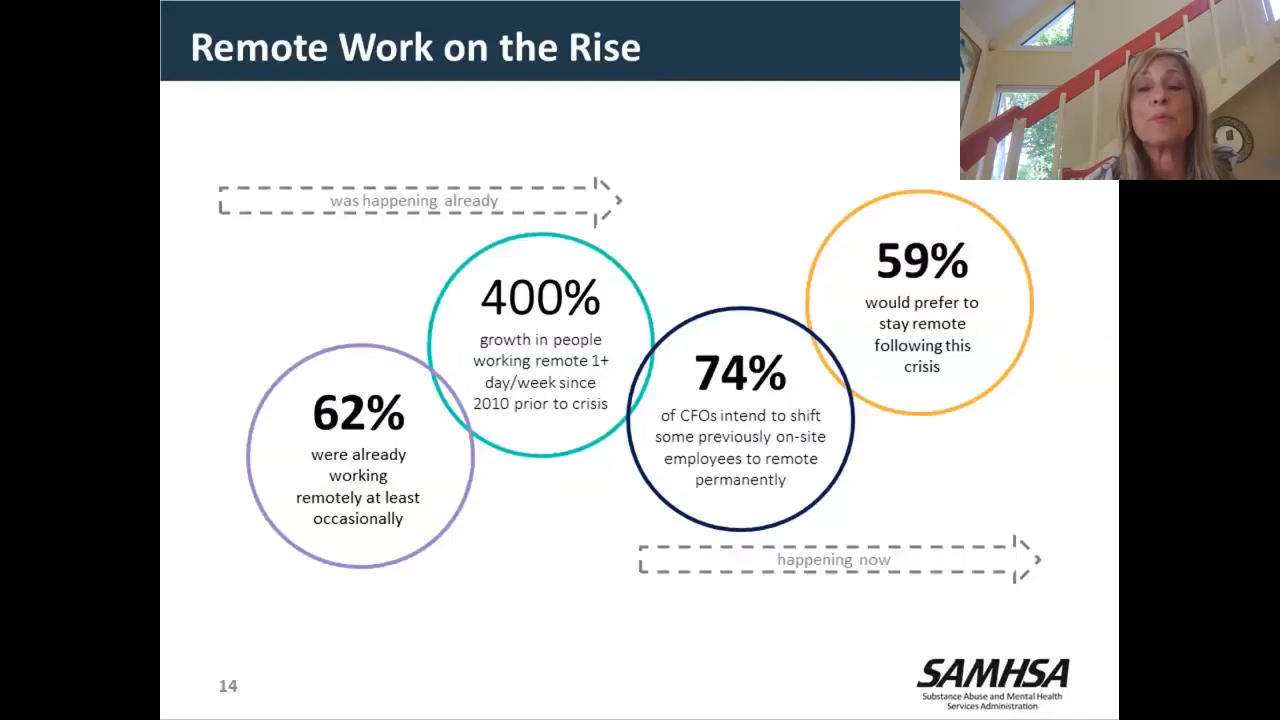 Remote Work on the Rise
was happening already
62%
were already
working
remotely at least
occasionally
400%
growth in people
working remote 1+
day/week since
2010 prior to crisis
74%
of CFOs intend to shift
some previously on-site
employees to remote
permanently
59%
would prefer to
stay remote
following this
crisis
happening now
14
SAMHSA
Substance Abuse and Mental Health
Services Administration